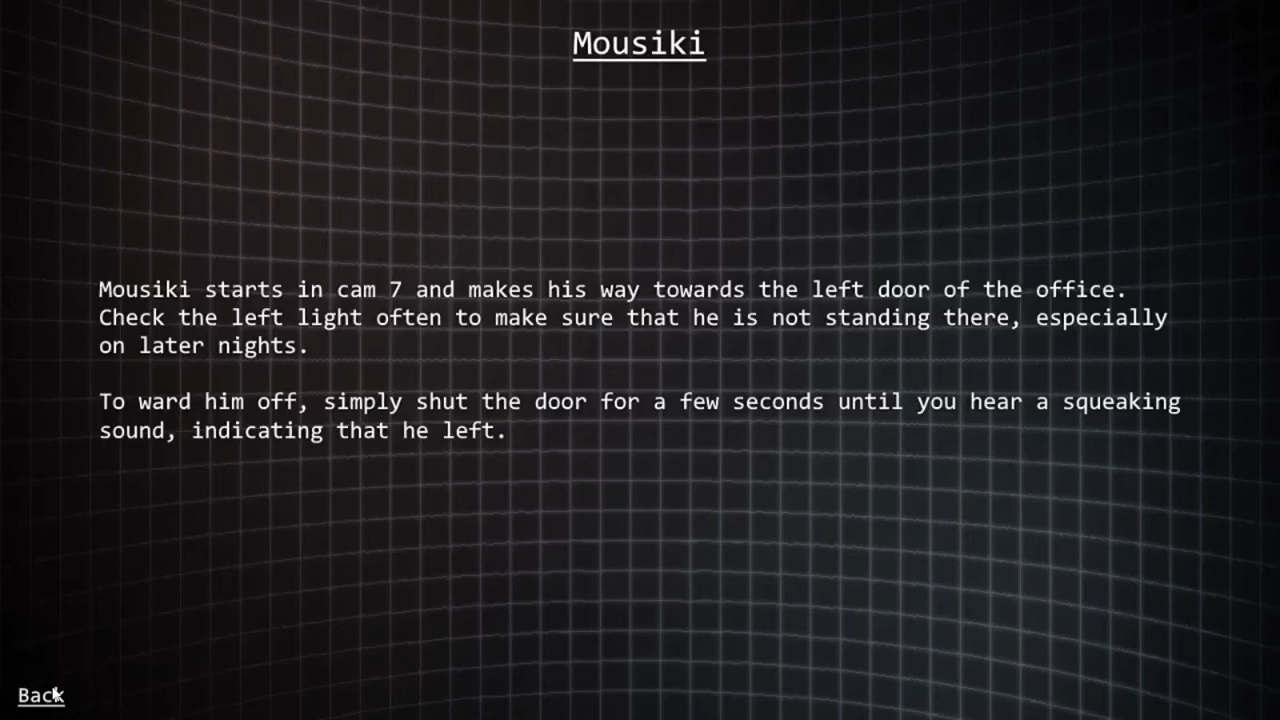 Mousiki
Mousiki starts in cam 7 and makes his way towards the left door of the office.
Check the left light often to make sure that he is not standing there, especially
on later nights.
To ward him off, simply shut the door for a few seconds until you hear a squeaking
sound, indicating that he left.
Back